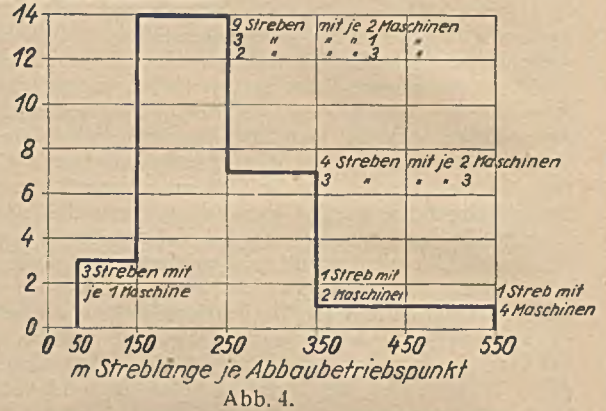 14
12
10
8
6
4
2
0
9 Streben mit je 2 Maschinen
3 " " " 1 "
2 " " " 3 "
4 Streben mit je 2 Maschinen
3 " " " 3
3 Streben mit
je 1 Maschine
1 Streb mit
2 Maschinen
1 Streb mit
4 Maschinen
0 50 150 250 350 450 550
m Streblänge je Abbaubetriebspunkt
Abb. 4.